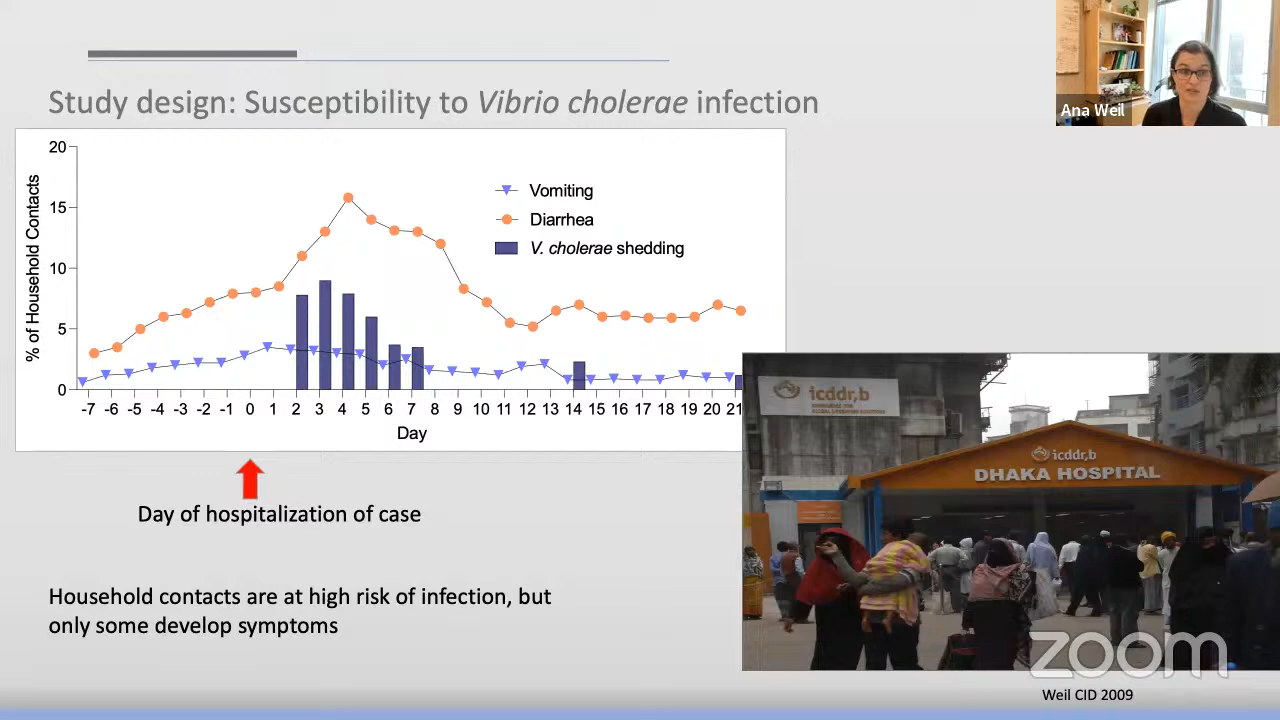 Ana Weil
Study design: Susceptibility to Vibrio cholerae infection
20
15
10
5
0
% of Household Contacts
Vomiting
Diarrhea
V. cholerae shedding
-7 -6 -5 -4 -3 -2 -1 0 1 2 3 4 5 6 7 8 9 10 11 12 13 14 15 16 17 18 19 20 21
Day
Day of hospitalization of case
Household contacts are at high risk of infection, but
only some develop symptoms
icddr,b
icddr,b
DHAKA HOSPITAL
zoom
Weil CID 2009